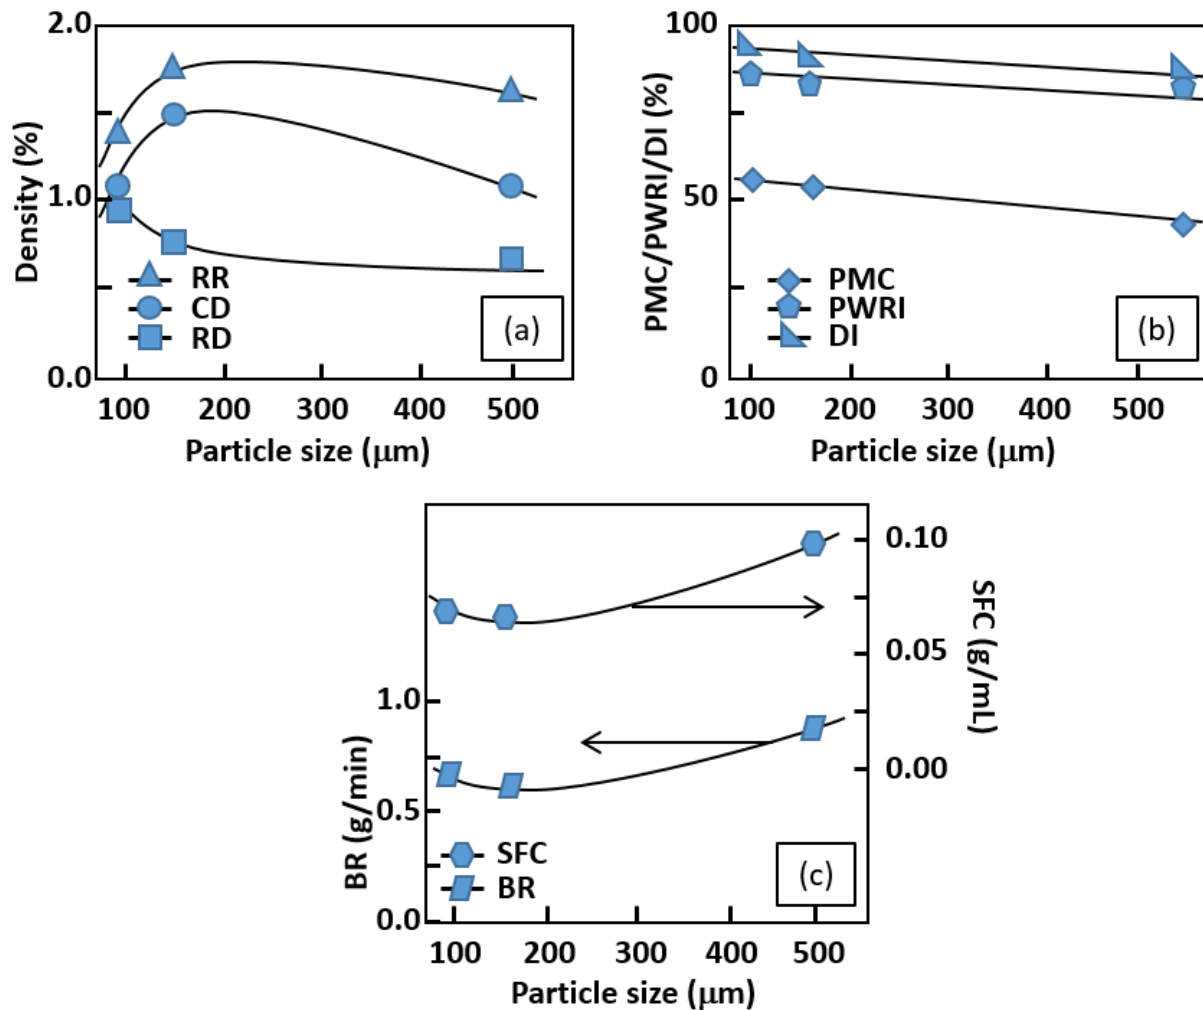 2.0
1.0
0.0
Density (%)
RR
CD
RD
(a)
100 200 300 400 500
Particle size (μm)
100
50
0
PMC/PWRI/DI (%)
PMC
PWRI
DI
(b)
100 200 300 400 500
Particle size (μm)
1.0
0.5
0.0
BR (g/min)
0.10
0.05
0.00
SFC (g/mL)
SFC
BR
(c)
100 200 300 400 500
Particle size (μm)